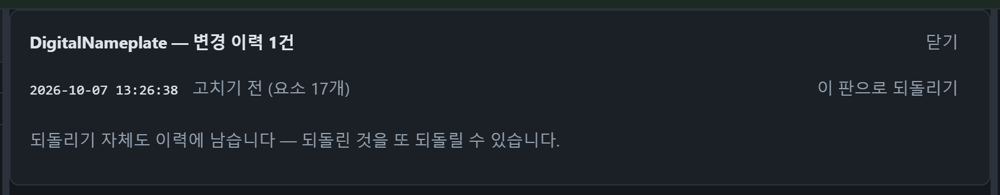 DigitalNameplate — 변경 이력 1건 닫기
2026-10-07 13:26:38 고치기 전 (요소 17개) 이 판으로 되돌리기
되돌리기 자체도 이력에 남습니다 — 되돌린 것을 또 되돌릴 수 있습니다.